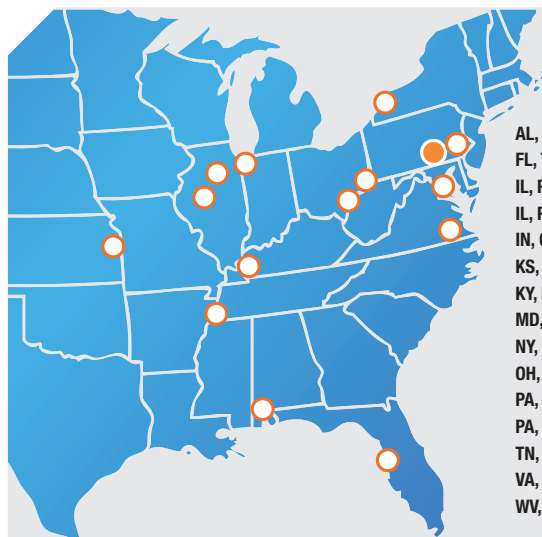 AL,
FL,
IL,
IL,
IN,
KS,
KY,
MD,
NY,
OH,
PA,
PA,
TN,
VA,
WV,